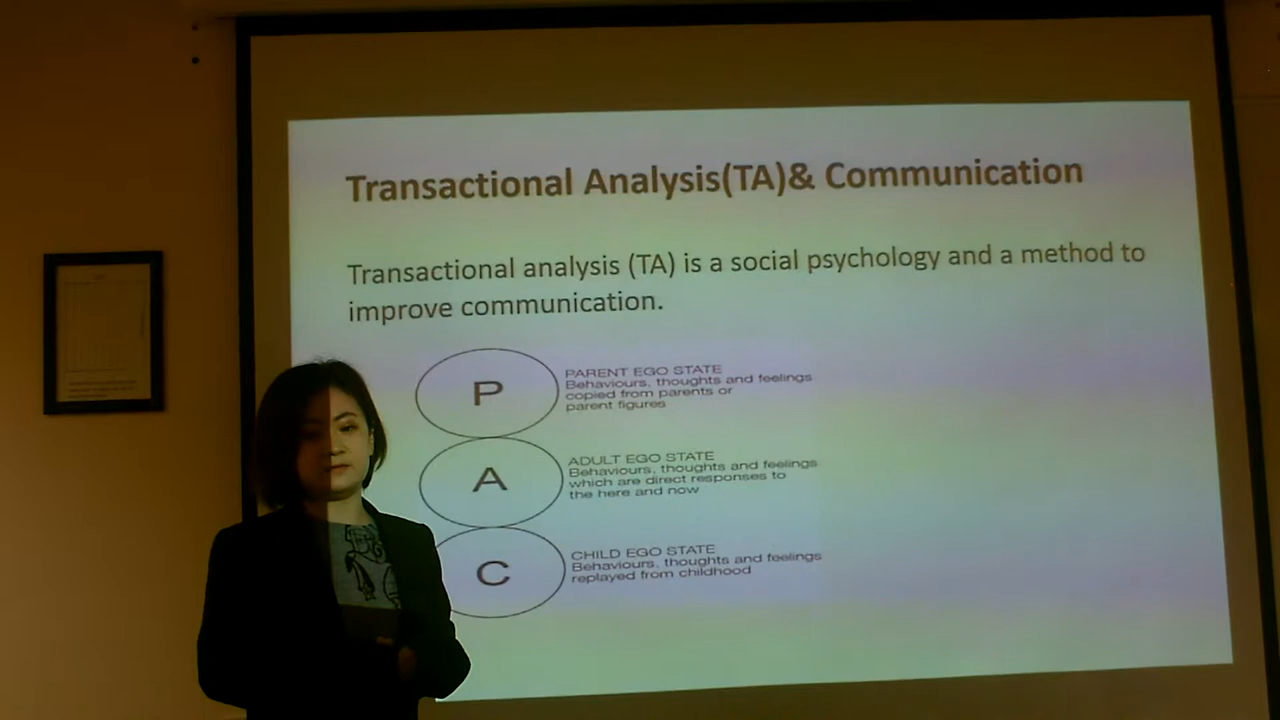 Transactional Analysis(TA)& Communication
Transactional analysis (TA) is a social psychology and a method to
improve communication.
P
PARENT EGO STATE
Behaviours, thoughts and feelings
copied from parents or
parent figures
A
ADULT EGO STATE
Behaviours, thoughts and feelings
which are direct responses to
the here and now
C
CHILD EGO STATE
Behaviours, thoughts and feelings
replayed from childhood